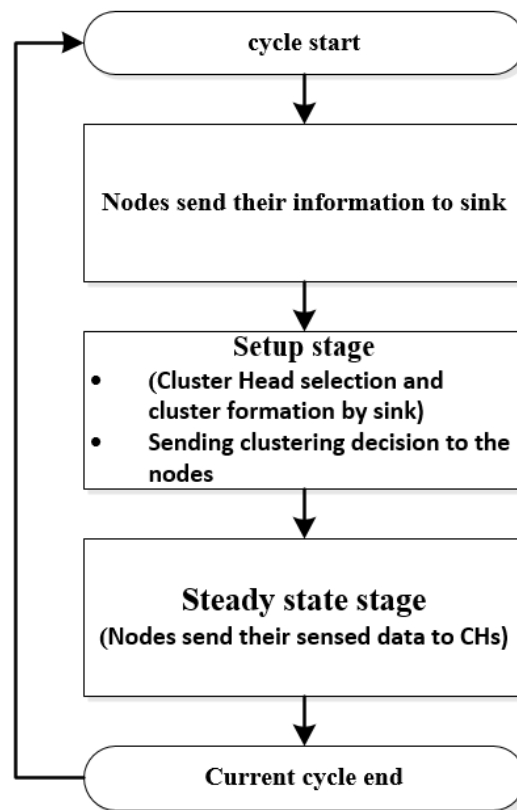 cycle start
Nodes send their information to sink
Setup stage
• (Cluster Head selection and
cluster formation by sink)
• Sending clustering decision to the
nodes
Steady state stage
(Nodes send their sensed data to CHs)
Current cycle end